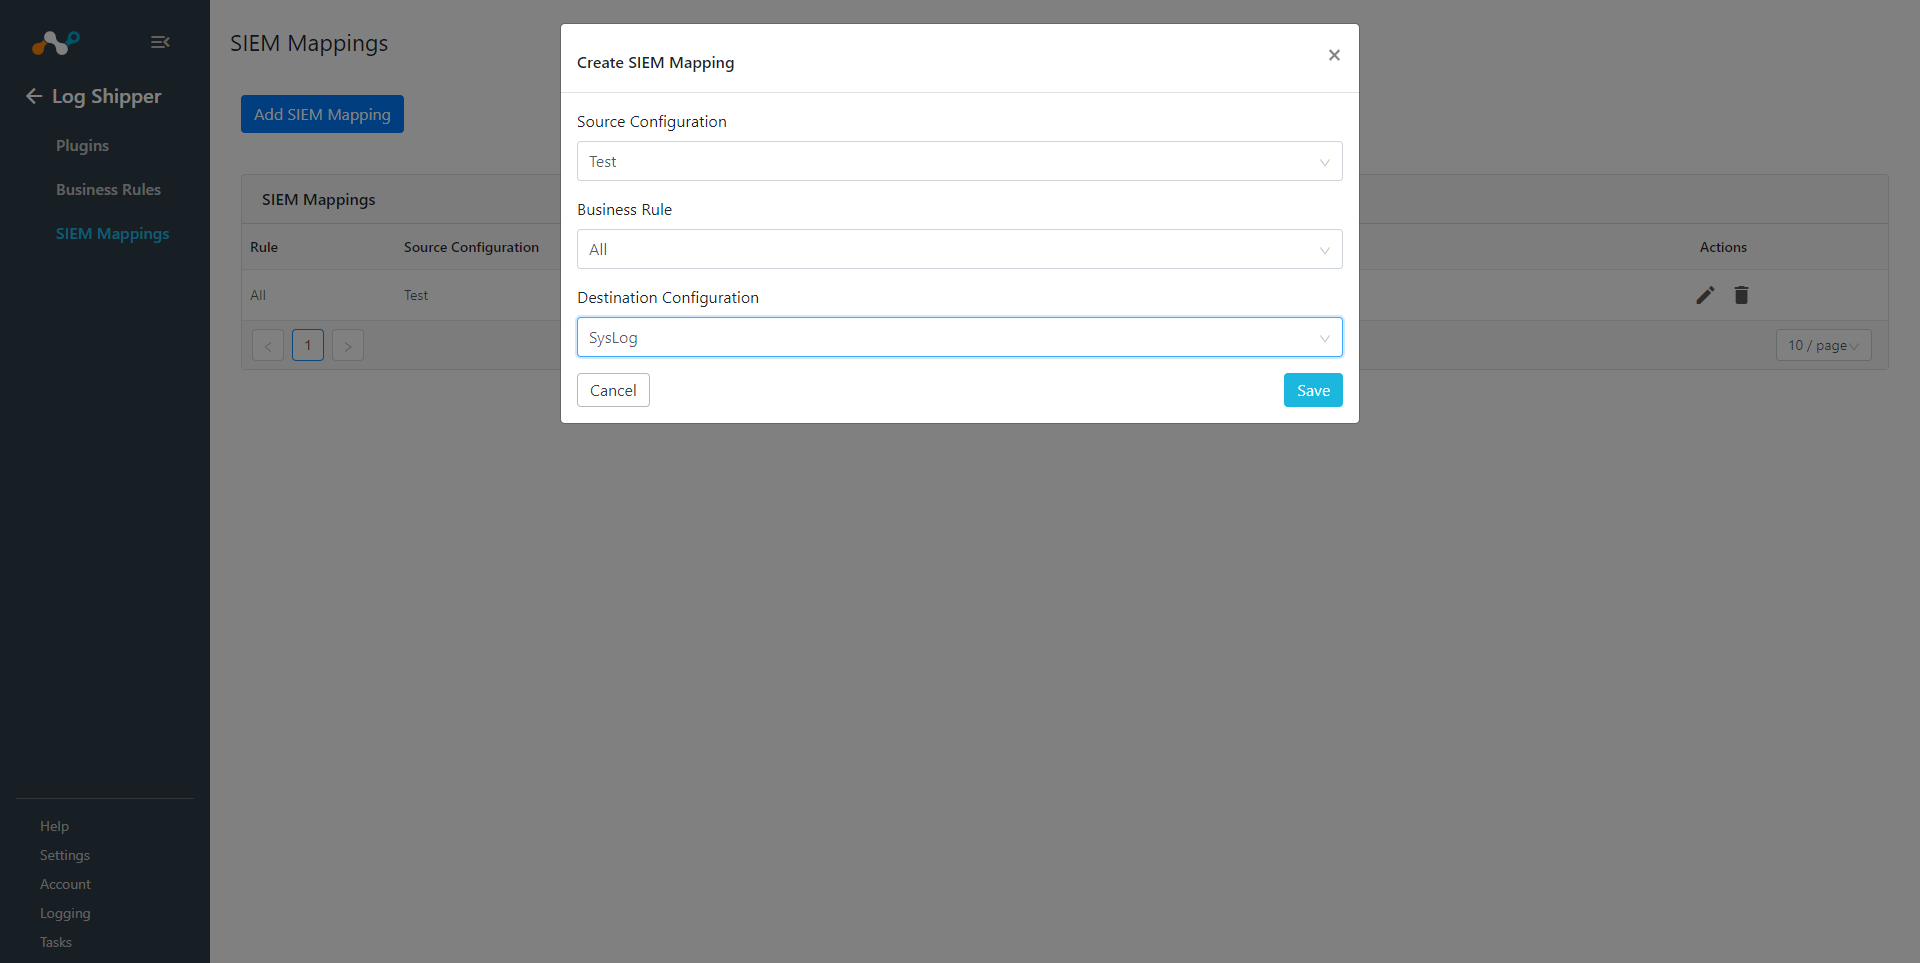 Log Shipper
Plugins
Business Rules
SIEM Mappings
Help
Settings
Account
Logging
Tasks
SIEM Mappings
Add SIEM Mapping
SIEM Mappings
Rule
Source Configuration
Actions
All
Test
1
10 / page
Create SIEM Mapping
Source Configuration
Test
Business Rule
All
Destination Configuration
SysLog
Cancel
Save